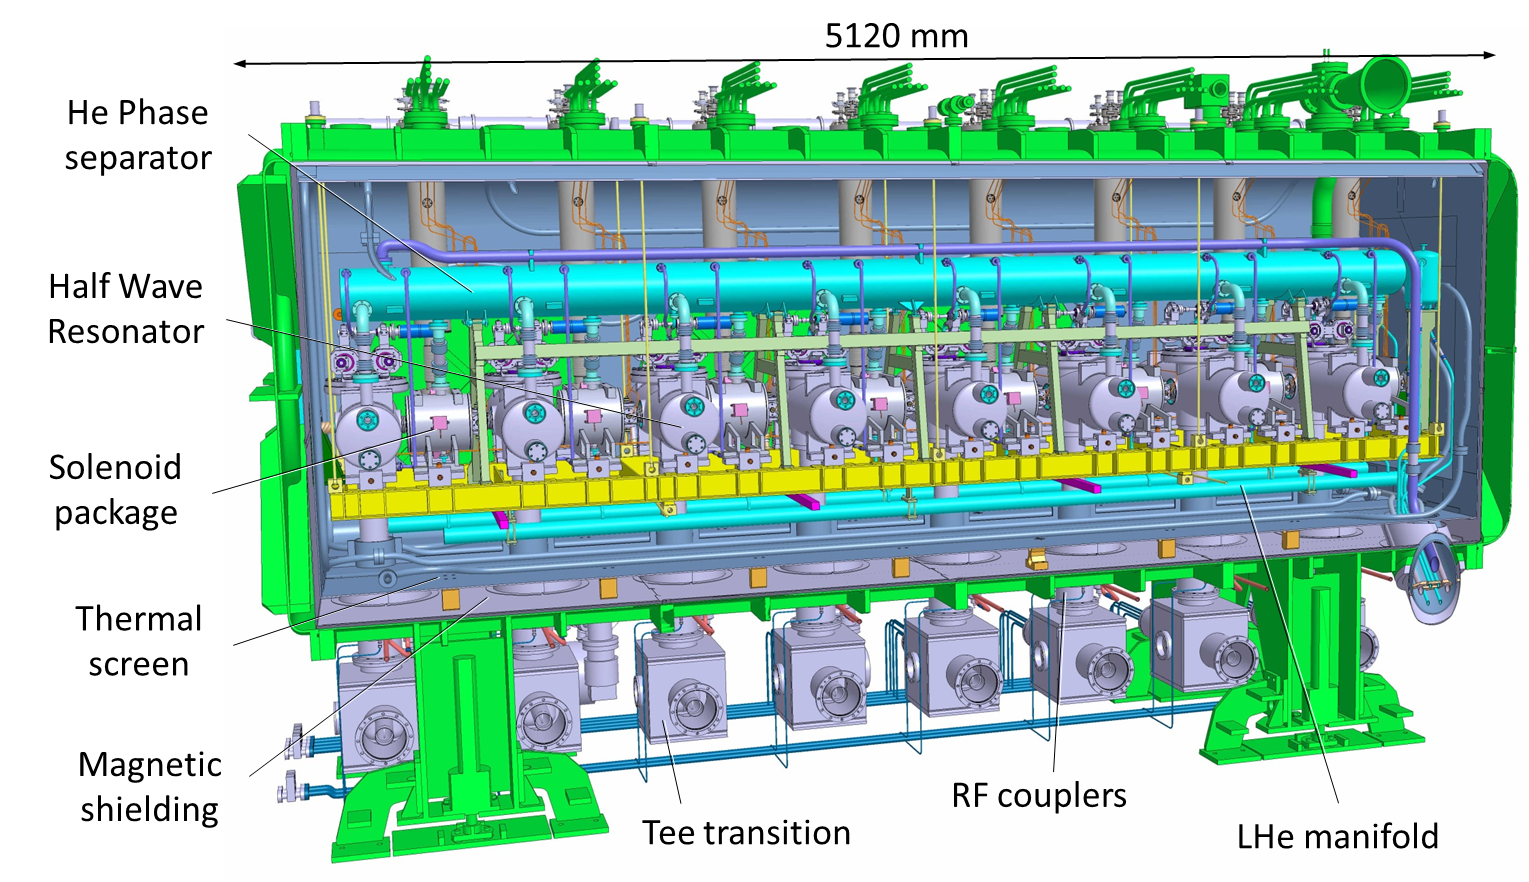 5120 mm
He Phase
separator
Half Wave
Resonator
Solenoid
package
Thermal
screen
Magnetic
shielding
Tee transition
RF couplers
LHe manifold